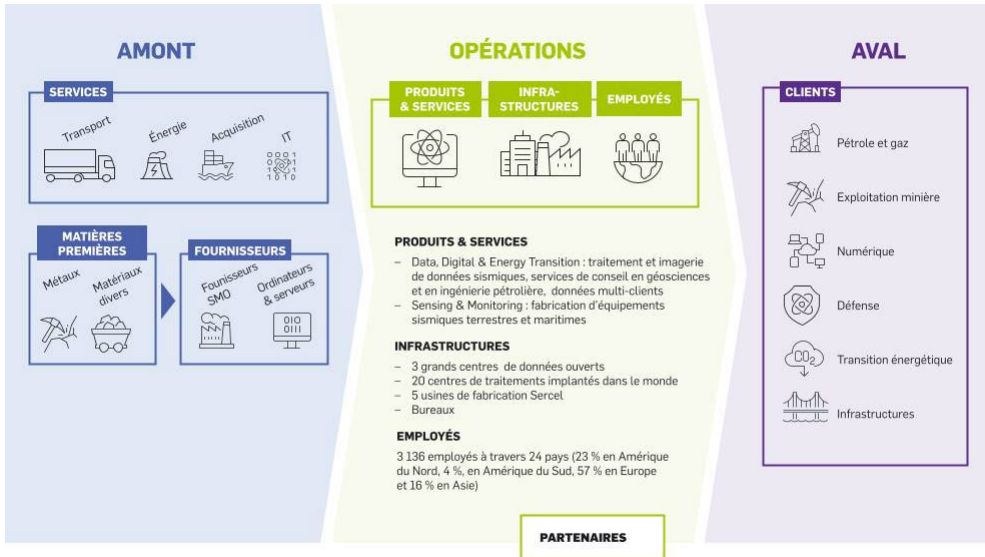 AMONT
SERVICES
Transport
Énergie
Acquisition
IT
0001
1010
MATIÈRES
PREMIÈRES
Métaux
Matériaux
divers
FOURNISSEURS
Founisseurs
SMO
Ordinateurs
& serveurs
010
0111
OPÉRATIONS
PRODUITS
& SERVICES
INFRA-
STRUCTURES
EMPLOYÉS
PRODUITS & SERVICES
– Data, Digital & Energy Transition : traitement et imagerie
de données sismiques, services de conseil en géosciences
et en ingénierie pétrolière, données multi-clients
– Sensing & Monitoring : fabrication d'équipements
sismiques terrestres et maritimes
INFRASTRUCTURES
– 3 grands centres de données ouverts
– 20 centres de traitements implantés dans le monde
– 5 usines de fabrication Sercel
– Bureaux
EMPLOYÉS
3 136 employés à travers 24 pays (23 % en Amérique
du Nord, 4 %, en Amérique du Sud, 57 % en Europe
et 16 % en Asie)
PARTENAIRES
AVAL
CLIENTS
Pétrole et gaz
Exploitation minière
Numérique
Défense
CO₂
Transition énergétique
Infrastructures